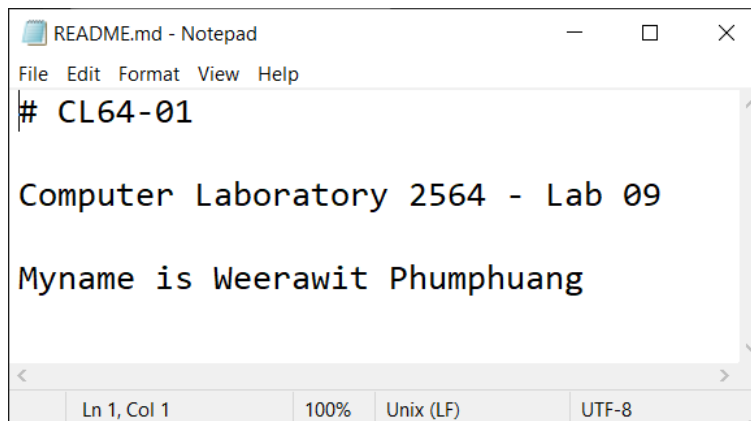 README.md - Notepad
File Edit Format View Help
# CL64-01
Computer Laboratory 2564 - Lab 09
Myname is Weerawit Phumphuang
Ln 1, Col 1 100% Unix (LF) UTF-8